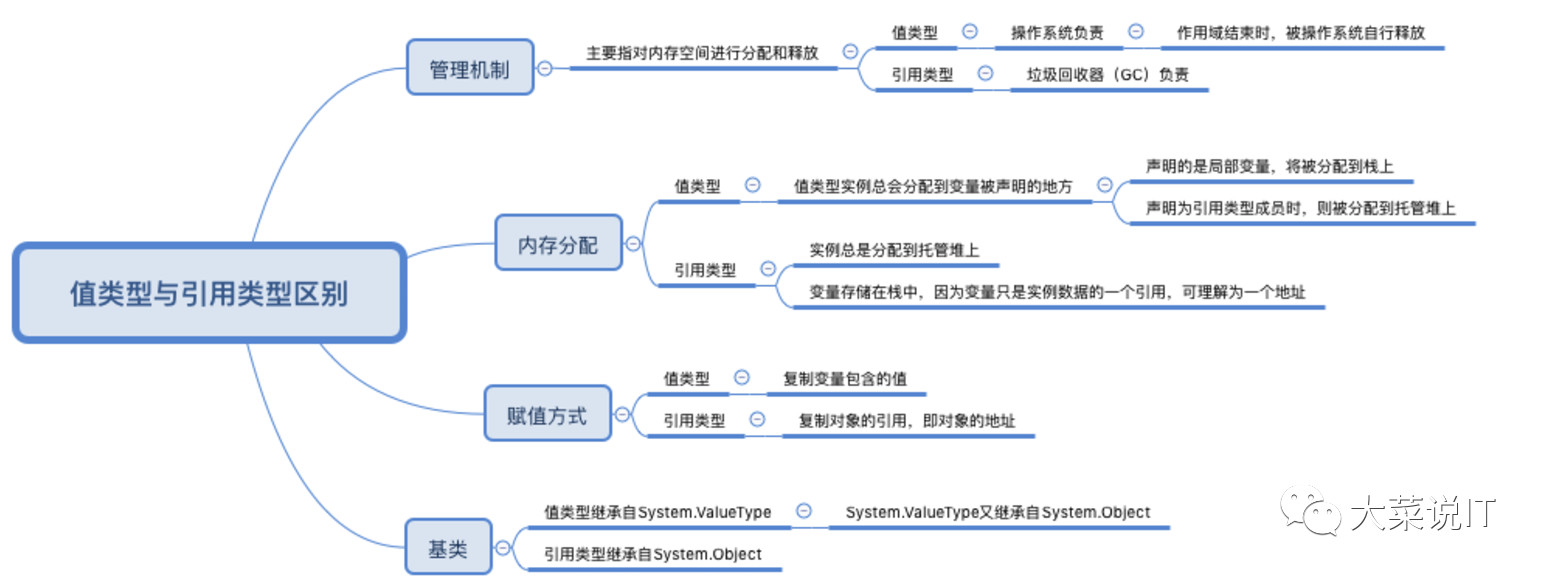 值类型与引用类型区别
管理机制
主要指对内存空间进行分配和释放
值类型
操作系统负责
作用域结束时，被操作系统自行释放
引用类型
垃圾回收器（GC）负责
内存分配
值类型
值类型实例总会分配到变量被声明的地方
声明的是局部变量，将被分配到栈上
声明为引用类型成员时，则被分配到托管堆上
引用类型
实例总是分配到托管堆上
变量存储在栈中，因为变量只是实例数据的一个引用，可理解为一个地址
赋值方式
值类型
复制变量包含的值
引用类型
复制对象的引用，即对象的地址
基类
值类型继承自System.ValueType
System.ValueType又继承自System.Object
引用类型继承自System.Object
大菜说IT